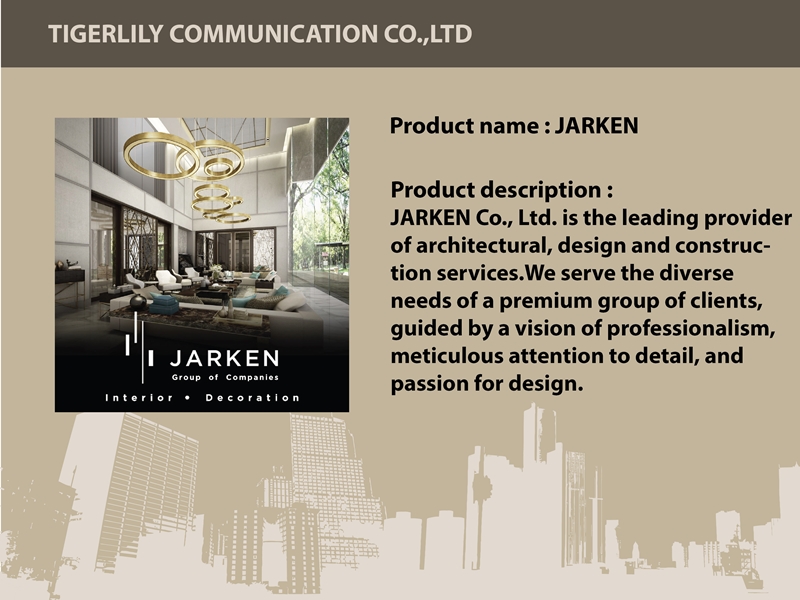 TIGERLILY COMMUNICATION CO.,LTD
Product name : JARKEN
Product description :
JARKEN Co., Ltd. is the leading provider
of architectural, design and construc-
tion services.We serve the diverse
needs of a premium group of clients,
guided by a vision of professionalism,
meticulous attention to detail, and
passion for design.
JARKEN
Group of Companies
Interior • Decoration